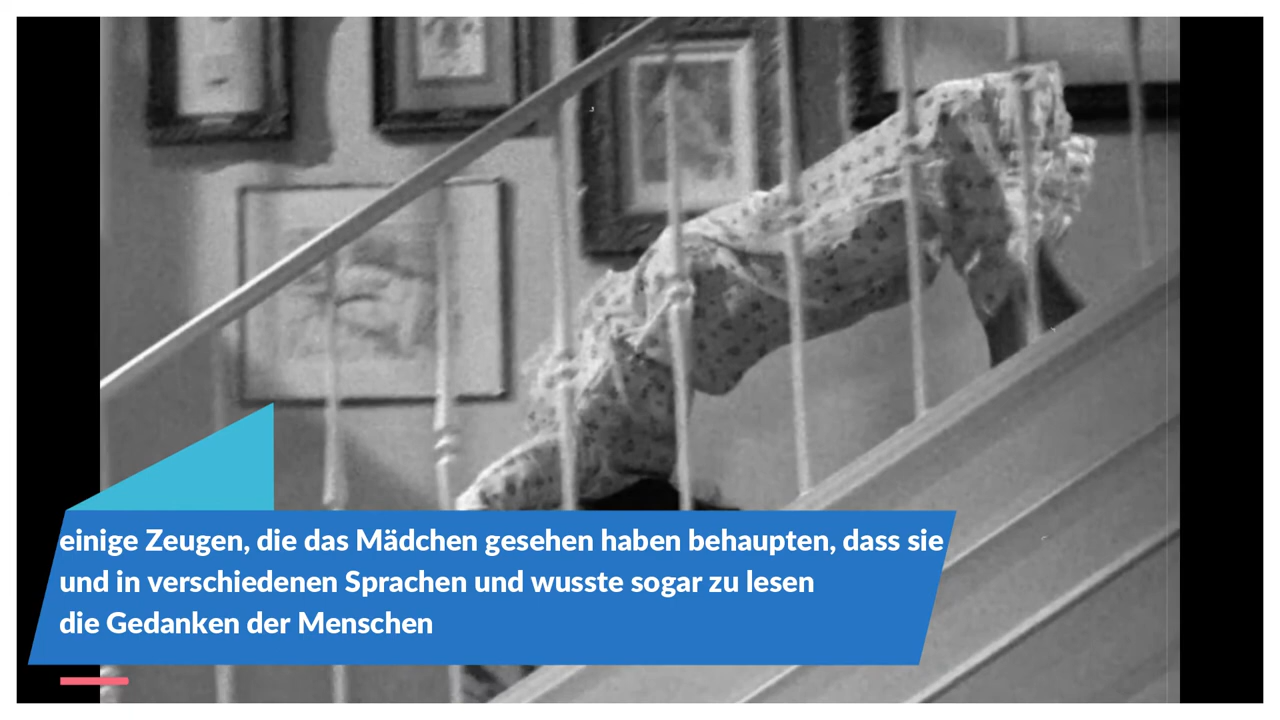 einige Zeugen, die das Mädchen gesehen haben behaupten, dass sie
und in verschiedenen Sprachen und wusste sogar zu lesen
die Gedanken der Menschen